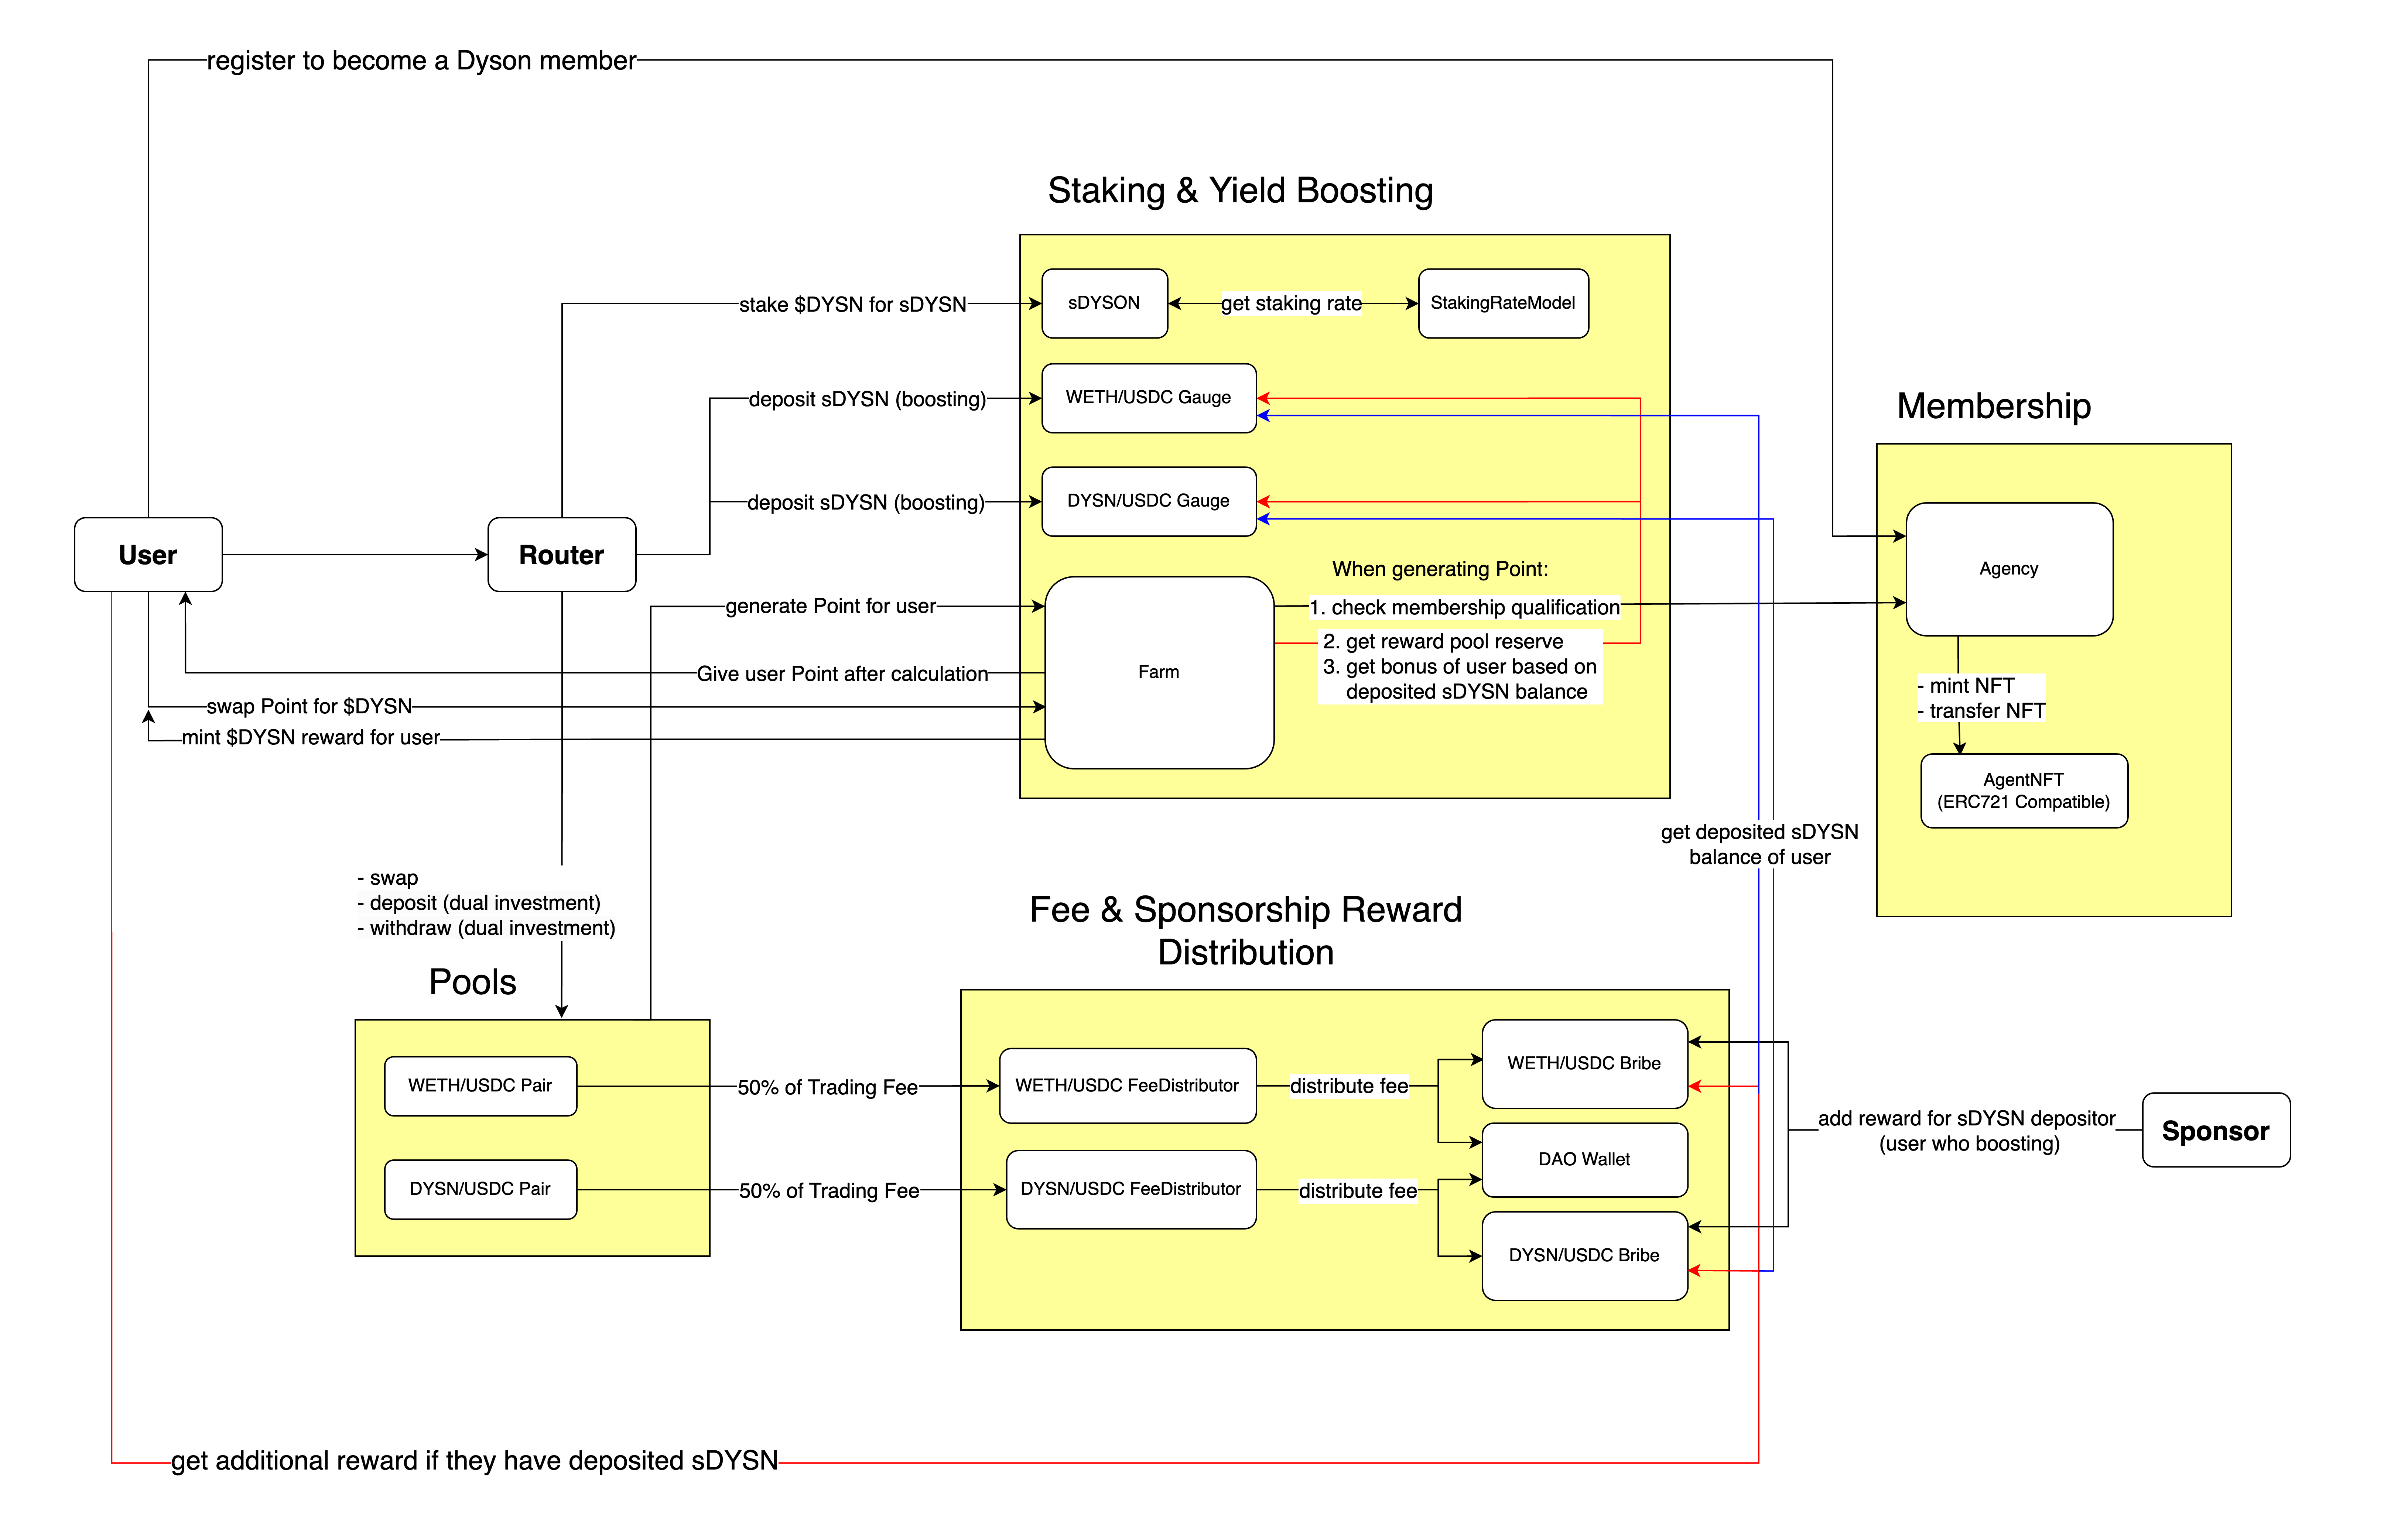 register to become a Dyson member
Staking & Yield Boosting
stake $DYSN for sDYSN
sDYSON
get staking rate
StakingRateModel
deposit sDYSN (boosting)
WETH/USDC Gauge
Membership
deposit sDYSN (boosting)
DYSN/USDC Gauge
User
Router
Agency
When generating Point:
generate Point for user
1. check membership qualification
2. get reward pool reserve
3. get bonus of user based on
deposited sDYSN balance
Farm
Give user Point after calculation
swap Point for $DYSN
mint $DYSN reward for user
- mint NFT
- transfer NFT
AgentNFT
(ERC721 Compatible)
get deposited sDYSN
balance of user
- swap
- deposit (dual investment)
- withdraw (dual investment)
Pools
Fee & Sponsorship Reward
Distribution
WETH/USDC Pair
50% of Trading Fee
WETH/USDC FeeDistributor
distribute fee
WETH/USDC Bribe
add reward for sDYSN depositor
(user who boosting)
Sponsor
DAO Wallet
DYSN/USDC Pair
50% of Trading Fee
DYSN/USDC FeeDistributor
distribute fee
DYSN/USDC Bribe
get additional reward if they have deposited sDYSN